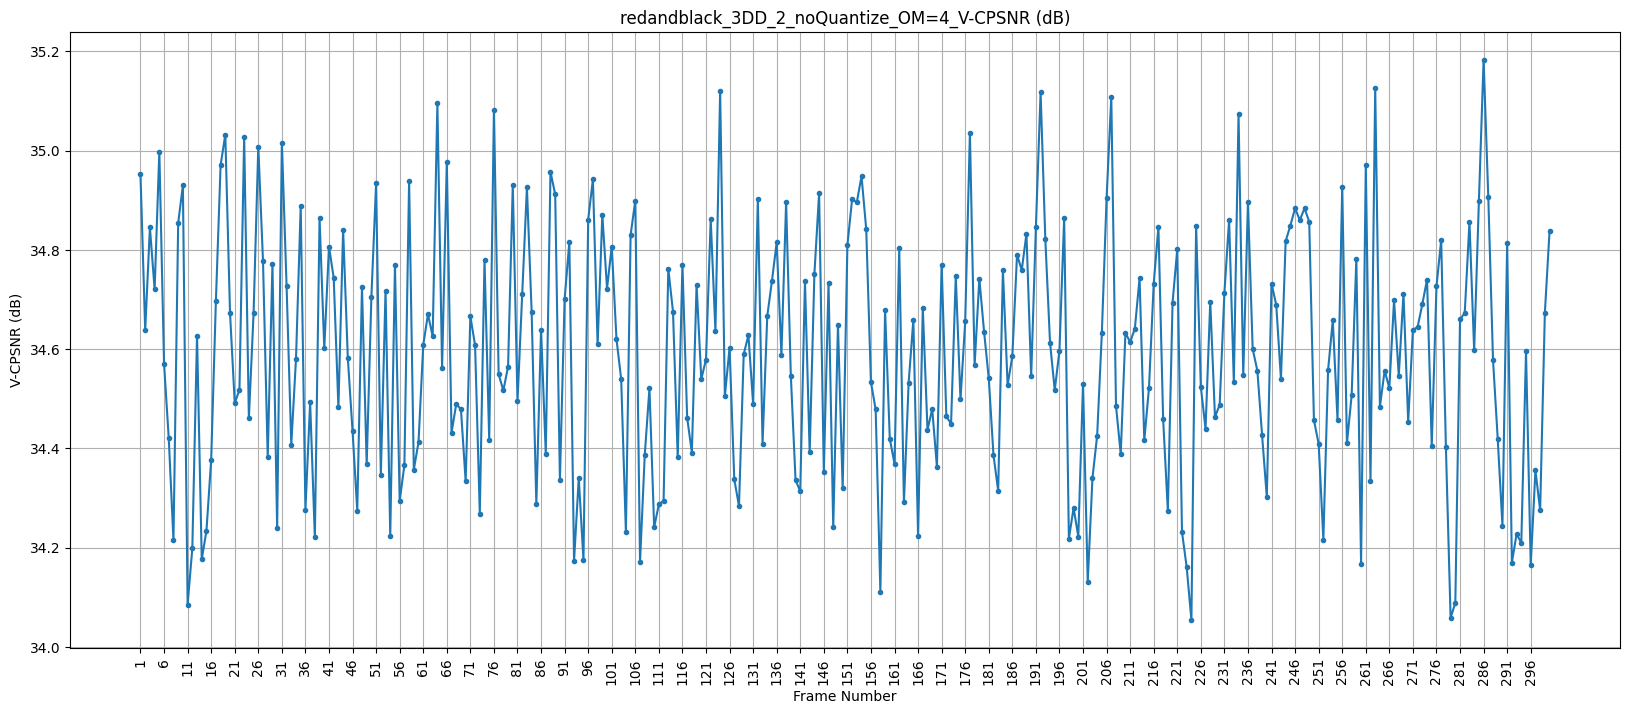 redandblack_3DD_2_noQuantize_OM=4_V-CPSNR (dB)
V-CPSNR (dB)
35.2
35.0
34.8
34.6
34.4
34.2
34.0
1 6 11 16 21 26 31 36 41 46 51 56 61 66 71 76 81 86 91 96 101 106 111 116 121 126 131 136 141 146 151 156 161 166 171 176 181 186 191 196 201 206 211 216 221 226 231 236 241 246 251 256 261 266 271 276 281 286 291 296
Frame Number